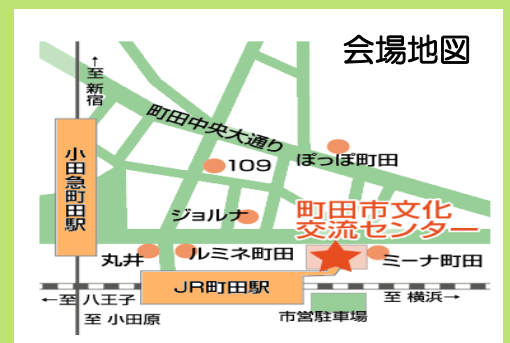 会場地図
↑至新宿
町田中央大通り
小田急町田駅
109
ぽっぽ町田
ジョルナ
町田市文化
交流センター
丸井
ルミネ町田
ミーナ町田
JR町田駅
←至 八王子
至 横浜→
至 小田原
市営駐車場